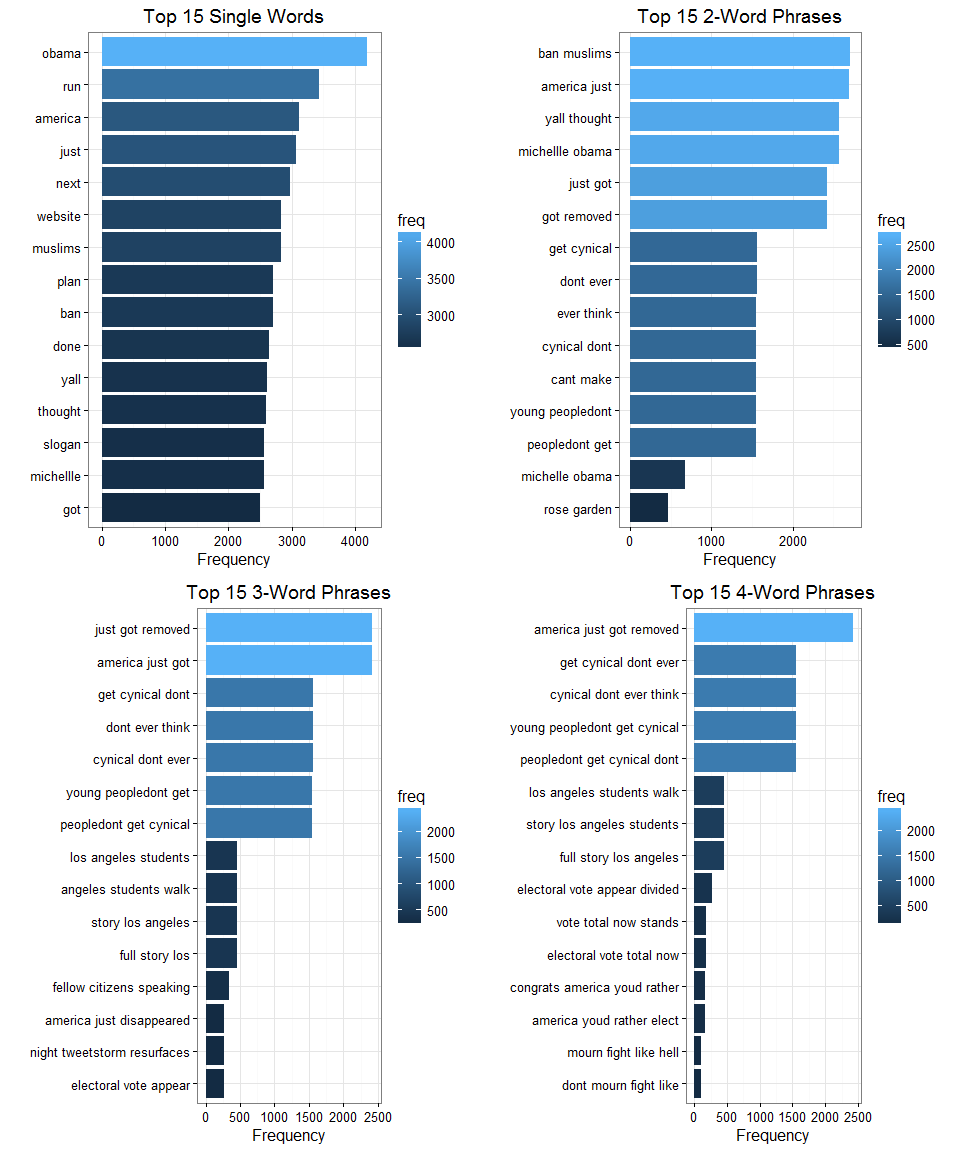 Top 15 Single Words
obama
run
america
just
next
website
muslims
plan
ban
done
yall
thought
slogan
michellle
got
0 1000 2000 3000 4000
Frequency
freq
4000
3500
3000
Top 15 2-Word Phrases
ban muslims
america just
yall thought
michellle obama
just got
got removed
get cynical
dont ever
ever think
cynical dont
cant make
young peopledont
peopledont get
michelle obama
rose garden
0 1000 2000
Frequency
freq
2500
2000
1500
1000
500
Top 15 3-Word Phrases
just got removed
america just got
get cynical dont
dont ever think
cynical dont ever
young peopledont get
peopledont get cynical
los angeles students
angeles students walk
story los angeles
full story los
fellow citizens speaking
america just disappeared
night tweetstorm resurfaces
electoral vote appear
0 500 1000 1500 2000 2500
Frequency
freq
2000
1500
1000
500
Top 15 4-Word Phrases
america just got removed
get cynical dont ever
cynical dont ever think
young peopledont get cynical
peopledont get cynical dont
los angeles students walk
story los angeles students
full story los angeles
electoral vote appear divided
vote total now stands
electoral vote total now
congrats america youd rather
america youd rather elect
mourn fight like hell
dont mourn fight like
0 500 1000 1500 2000 2500
Frequency
freq
2000
1500
1000
500